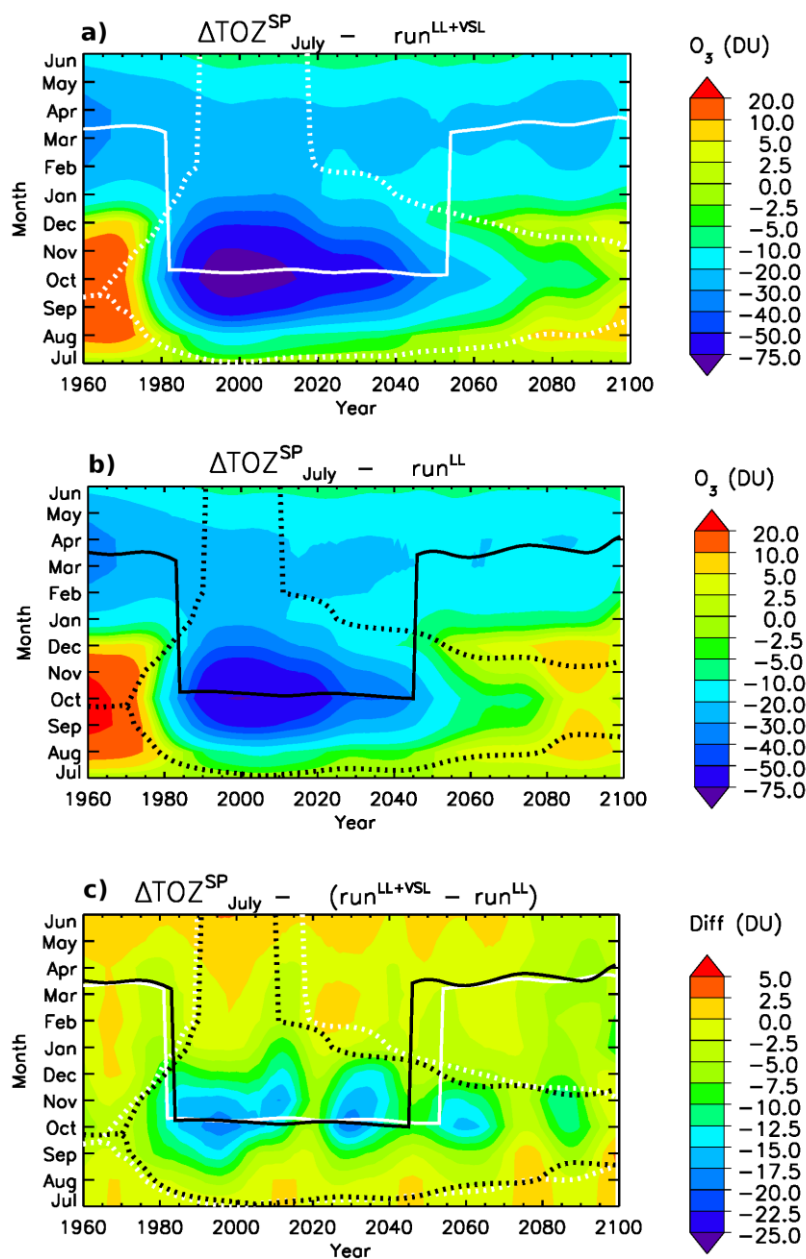 a) ΔTOZ^SP_July – run^LL+VSL
O₃ (DU)
Jun
May
Apr
Mar
Feb
Jan
Dec
Nov
Oct
Sep
Aug
Jul
Month
1960 1980 2000 2020 2040 2060 2080 2100
Year
20.0
10.0
5.0
2.5
0.0
−2.5
−5.0
−10.0
−20.0
−30.0
−40.0
−50.0
−75.0
b) ΔTOZ^SP_July – run^LL
O₃ (DU)
Jun
May
Apr
Mar
Feb
Jan
Dec
Nov
Oct
Sep
Aug
Jul
Month
1960 1980 2000 2020 2040 2060 2080 2100
Year
20.0
10.0
5.0
2.5
0.0
−2.5
−5.0
−10.0
−20.0
−30.0
−40.0
−50.0
−75.0
c) ΔTOZ^SP_July – (run^LL+VSL – run^LL)
Diff (DU)
Jun
May
Apr
Mar
Feb
Jan
Dec
Nov
Oct
Sep
Aug
Jul
Month
1960 1980 2000 2020 2040 2060 2080 2100
Year
5.0
2.5
0.0
−2.5
−5.0
−7.5
−10.0
−12.5
−15.0
−17.5
−20.0
−22.5
−25.0